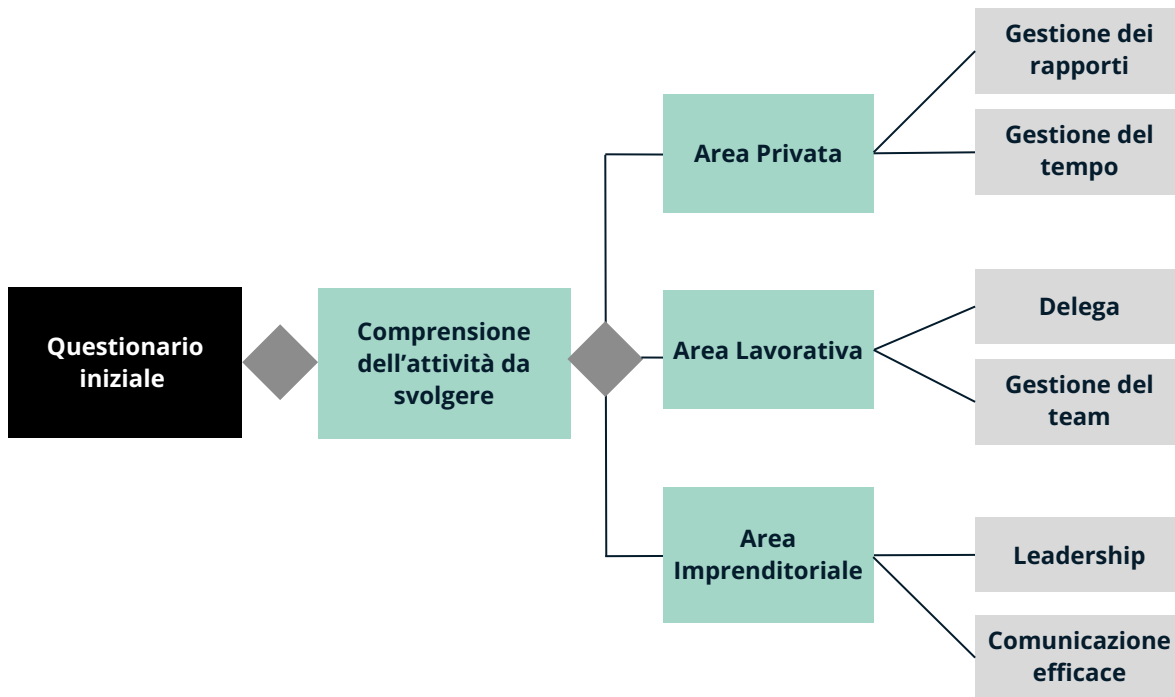 Questionario
iniziale
Comprensione
dell’attività da
svolgere
Area Privata
Gestione dei
rapporti
Gestione del
tempo
Area Lavorativa
Delega
Gestione del
team
Area
Imprenditoriale
Leadership
Comunicazione
efficace